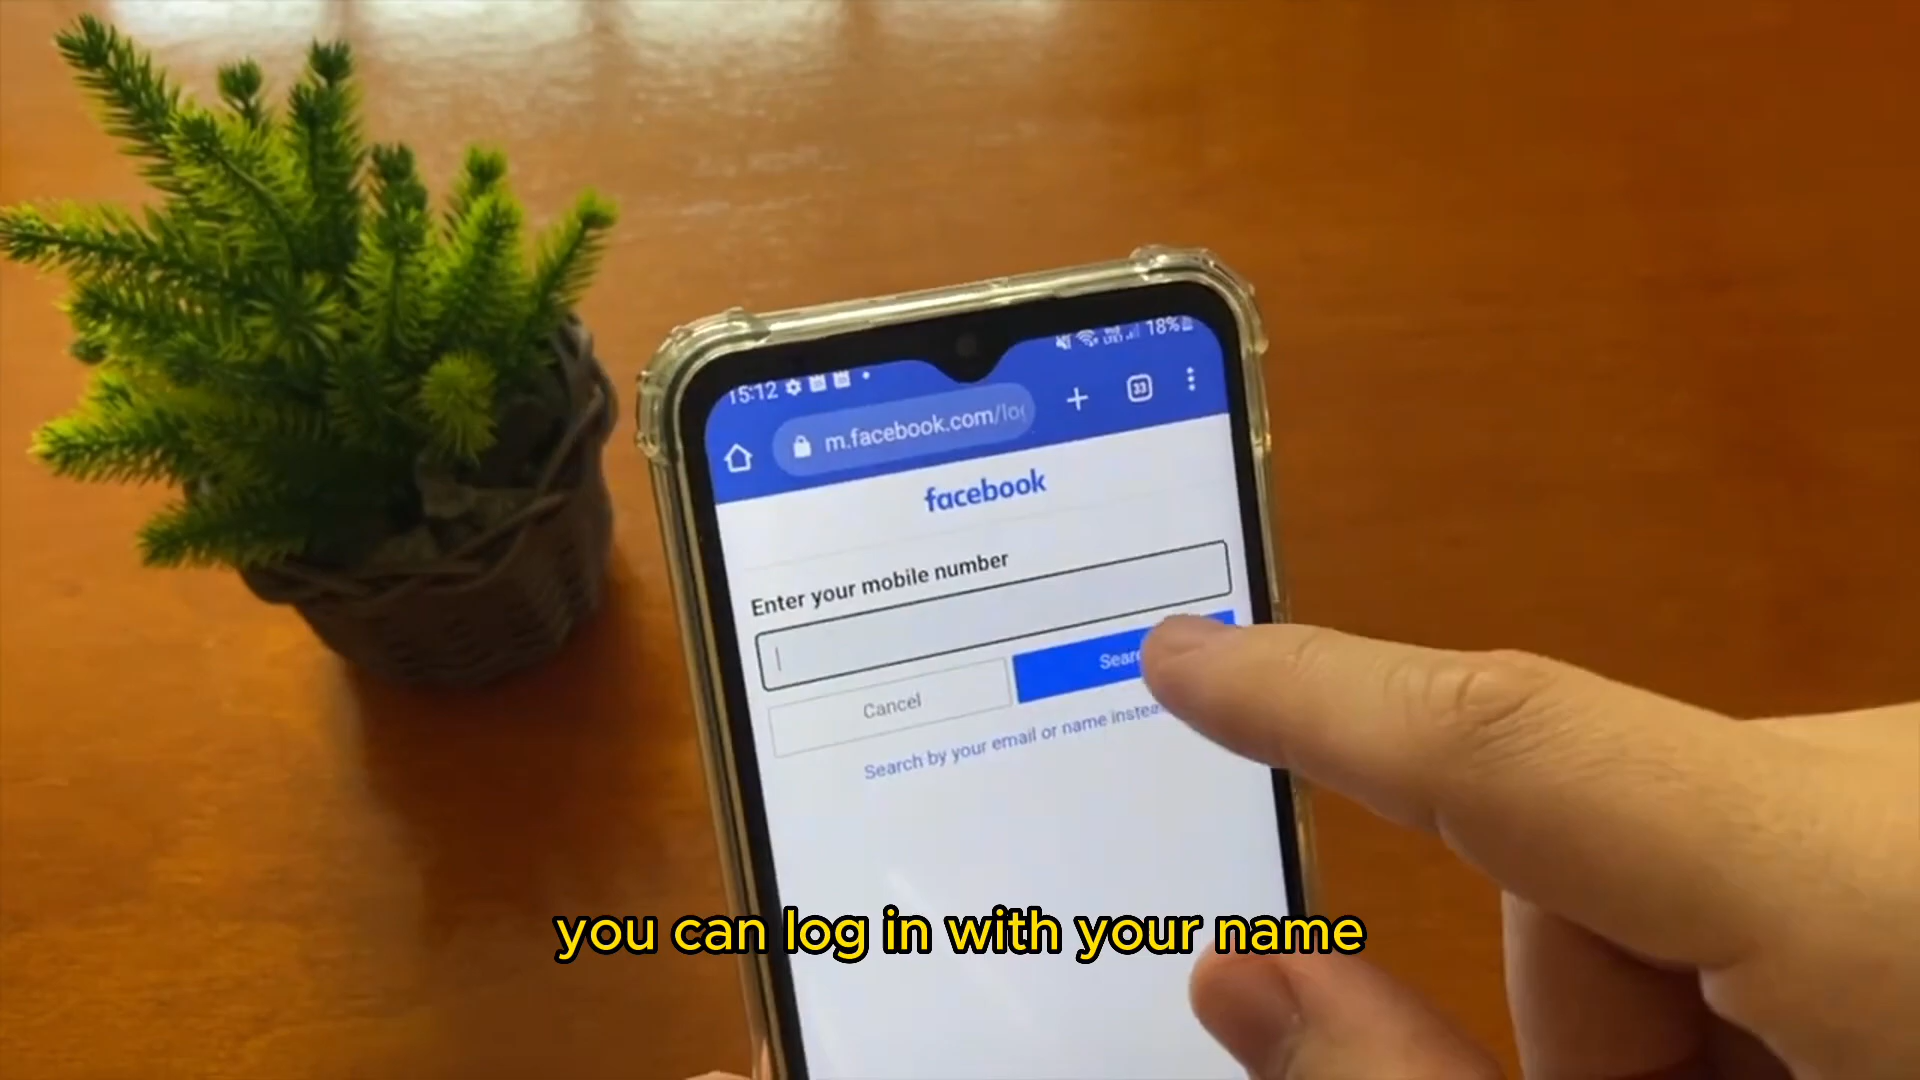 15:12
18%
m.facebook.com/lo
33
facebook
Enter your mobile number
Cancel
Search by your email or name
you can log in with your name